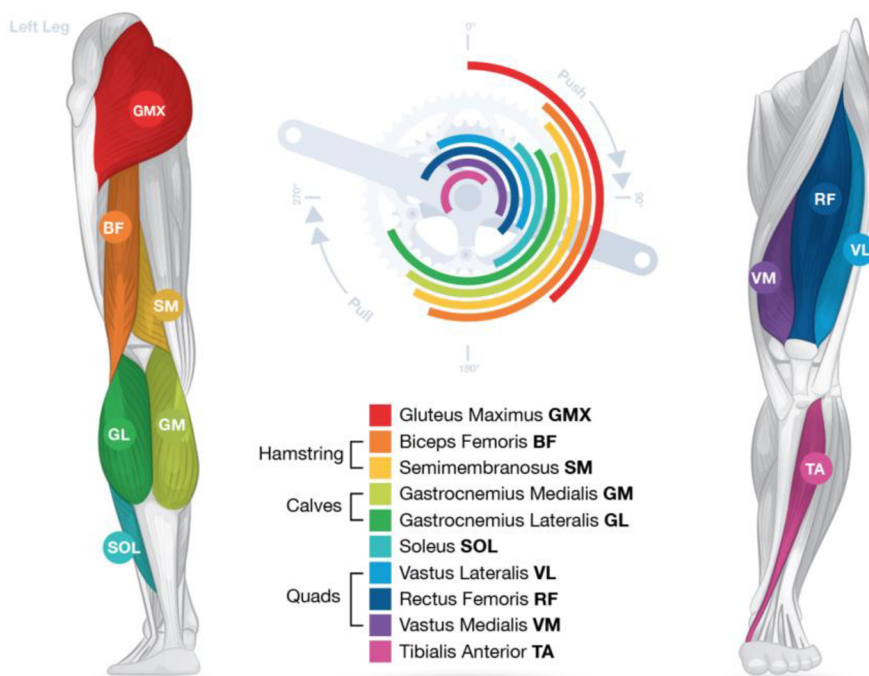 Left Leg
GMX
BF
SM
GL
GM
SOL
0°
Push
90°
180°
270°
Pull
RF
VM
VL
TA
Gluteus Maximus GMX
Hamstring
Biceps Femoris BF
Semimembranosus SM
Calves
Gastrocnemius Medialis GM
Gastrocnemius Lateralis GL
Soleus SOL
Quads
Vastus Lateralis VL
Rectus Femoris RF
Vastus Medialis VM
Tibialis Anterior TA